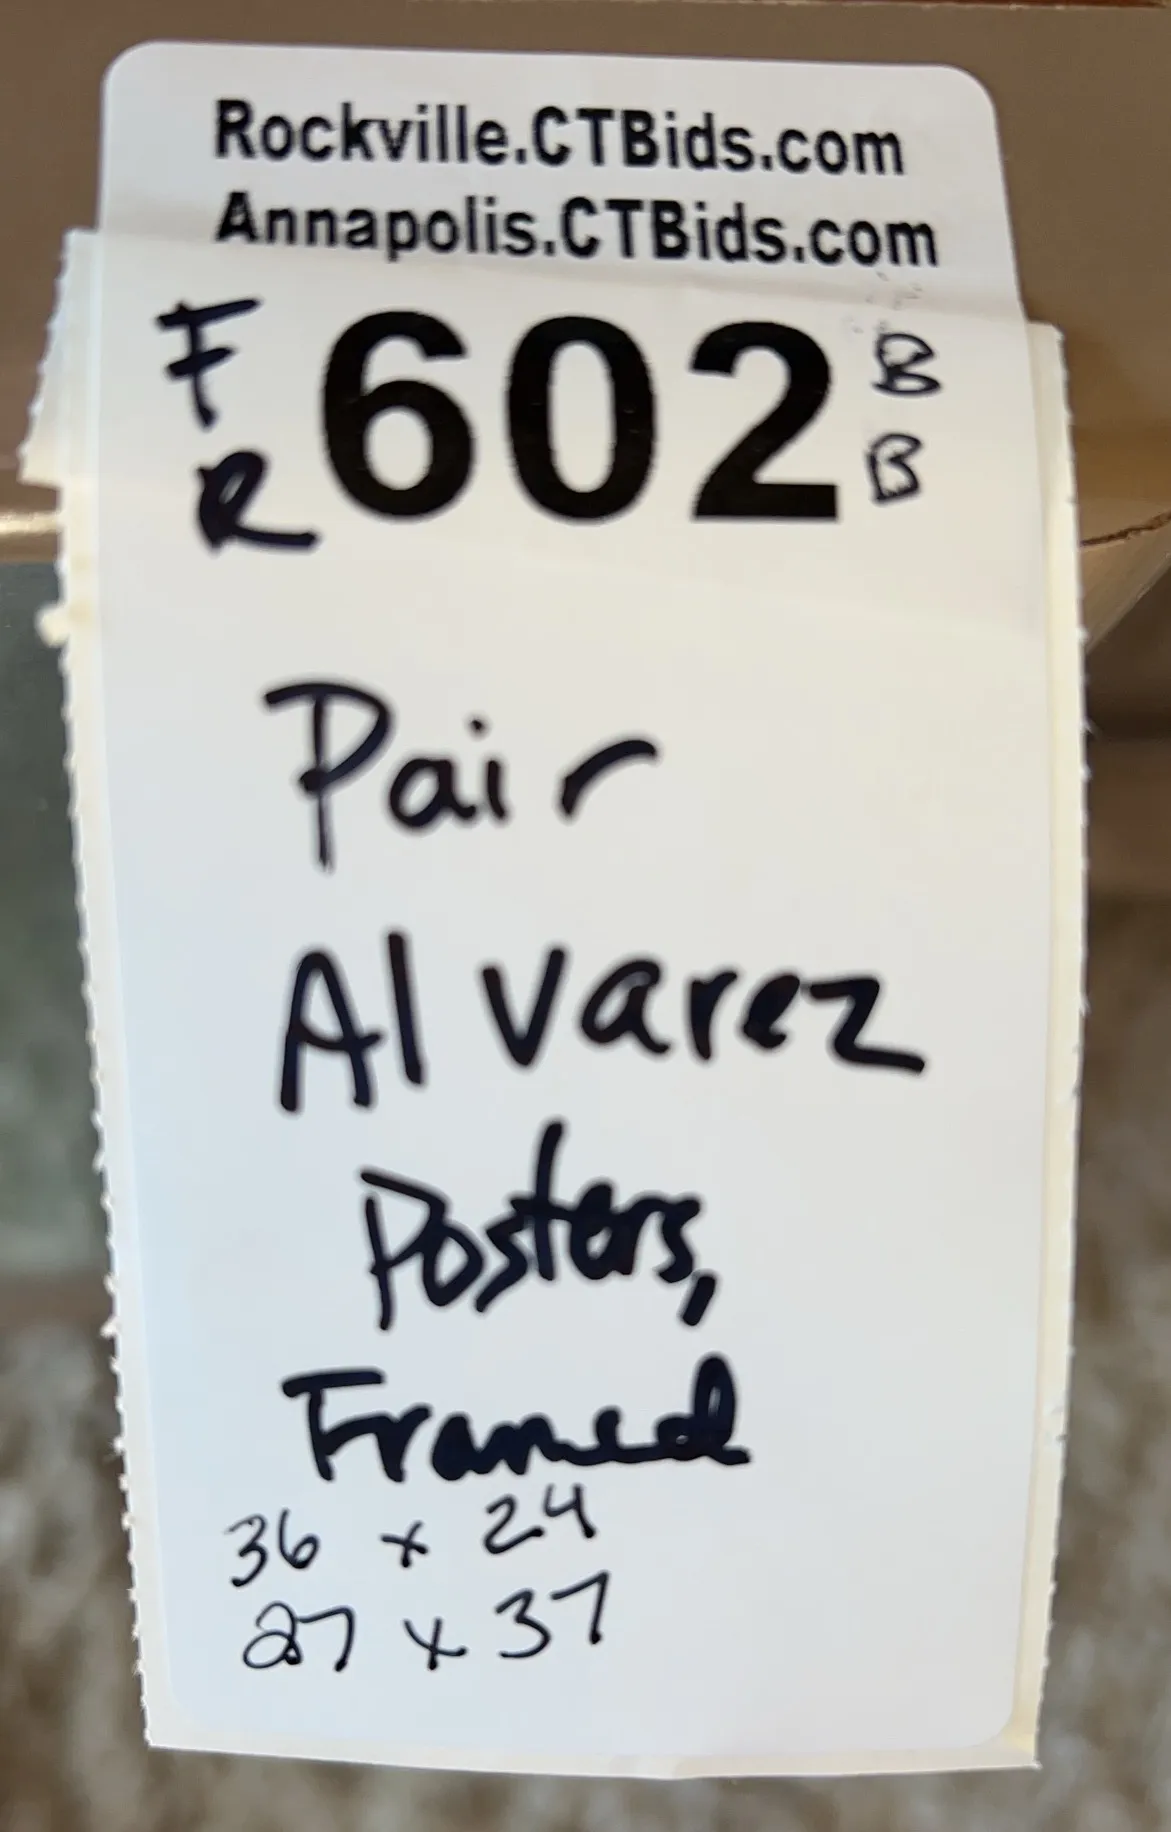 Rockville.CTBids.com
Annapolis.CTBids.com
F 602 B
R B
Pair
Alvarez
Posters,
Framed
36 x 24
27 x 37